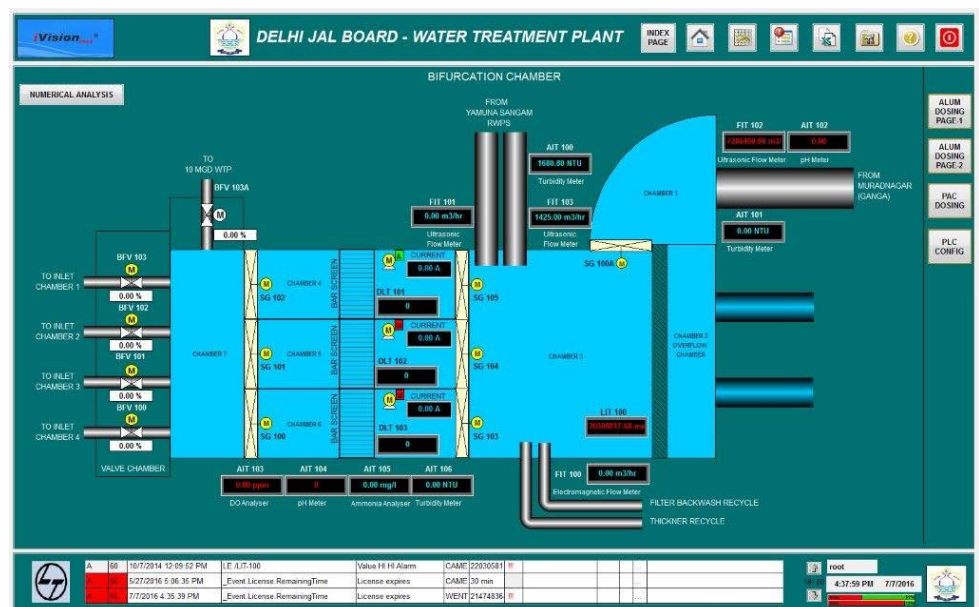 iVision
DELHI JAL BOARD - WATER TREATMENT PLANT
INDEX PAGE
BIFURCATION CHAMBER
NUMERICAL ANALYSIS
FROM
YAMUNA SANGAM
RWPS
ALUM
DOSING
PAGE-1
ALUM
DOSING
PAGE-2
PAC
DOSING
PLC
CONFIG
FIT 102
AIT 102
0.00
Ultrasonic Flow Meter
pH Meter
AIT 100
1680.80 NTU
Turbidity Meter
TO
10 MGD WTP
BFV 103A
M
0.00 %
FROM
MURADNAGAR
(GANGA)
CHAMBER 1
FIT 101
0.00 m3/hr
Ultrasonic
Flow Meter
FIT 103
1425.00 m3/hr
Ultrasonic
Flow Meter
AIT 101
0.00 NTU
Turbidity Meter
SG 100A
M
BFV 103
M
TO INLET
CHAMBER 1
0.00 %
BFV 102
M
TO INLET
CHAMBER 2
0.00 %
BFV 101
M
TO INLET
CHAMBER 3
0.00 %
BFV 100
M
TO INLET
CHAMBER 4
0.00 %
VALVE CHAMBER
CHAMBER 7
M
SG 102
CHAMBER 4
BAR SCREEN
M
A
CURRENT
0.00 A
DLT 101
0
M
SG 105
M
SG 101
CHAMBER 5
BAR SCREEN
M
CURRENT
0.00 A
DLT 102
0
M
SG 104
M
SG 100
CHAMBER 6
BAR SCREEN
M
CURRENT
0.00 A
DLT 103
0
M
SG 103
CHAMBER 3
CHAMBER 2
OVERFLOW
CHAMBER
LIT 100
AIT 103
0.00 ppm
DO Analyser
AIT 104
0
pH Meter
AIT 105
0.00 mg/l
Ammonia Analyser
AIT 106
0.00 NTU
Turbidity Meter
FIT 100
0.00 m3/hr
Electromagnetic Flow Meter
FILTER BACKWASH RECYCLE
THICKNER RECYCLE
A 60 10/7/2014 12:09:52 PM LE /LIT-100 Value HI HI Alarm CAME 22030581 !!
5/27/2016 5:06:35 PM _Event.License.RemainingTime License expires CAME 30 min
7/7/2016 4:35:39 PM _Event.License.RemainingTime License expires WENT 21474836 !!
root
4:37:59 PM 7/7/2016